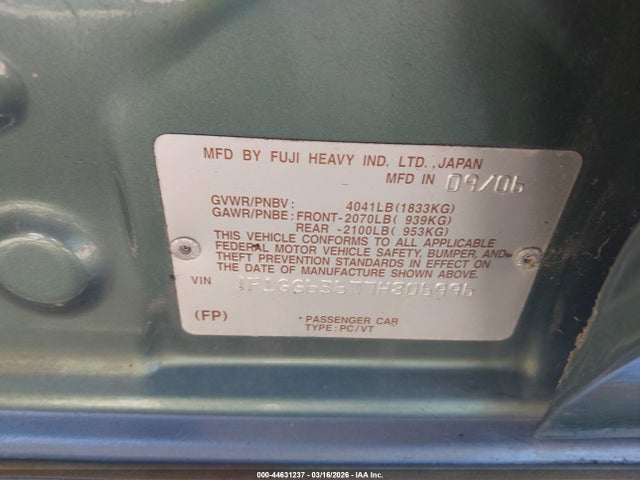 MFD BY FUJI HEAVY IND. LTD., JAPAN
MFD IN 09/06
GVWR/PNBV : 4041LB(1833KG)
GAWR/PNBE : FRONT-2070LB( 939KG)
REAR -2100LB( 953KG)
THIS VEHICLE CONFORMS TO ALL APPLICABLE
FEDERAL MOTOR VEHICLE SAFETY, BUMPER, AND
THEFT PREVENTION STANDARDS IN EFFECT ON THE
DATE OF MANUFACTURE SHOWN ABOVE.
VIN JF1GG63677H806996
(FP)
PASSENGER CAR
TYPE : PC/VT
000-44631237 - 03/16/2026 - IAA Inc.